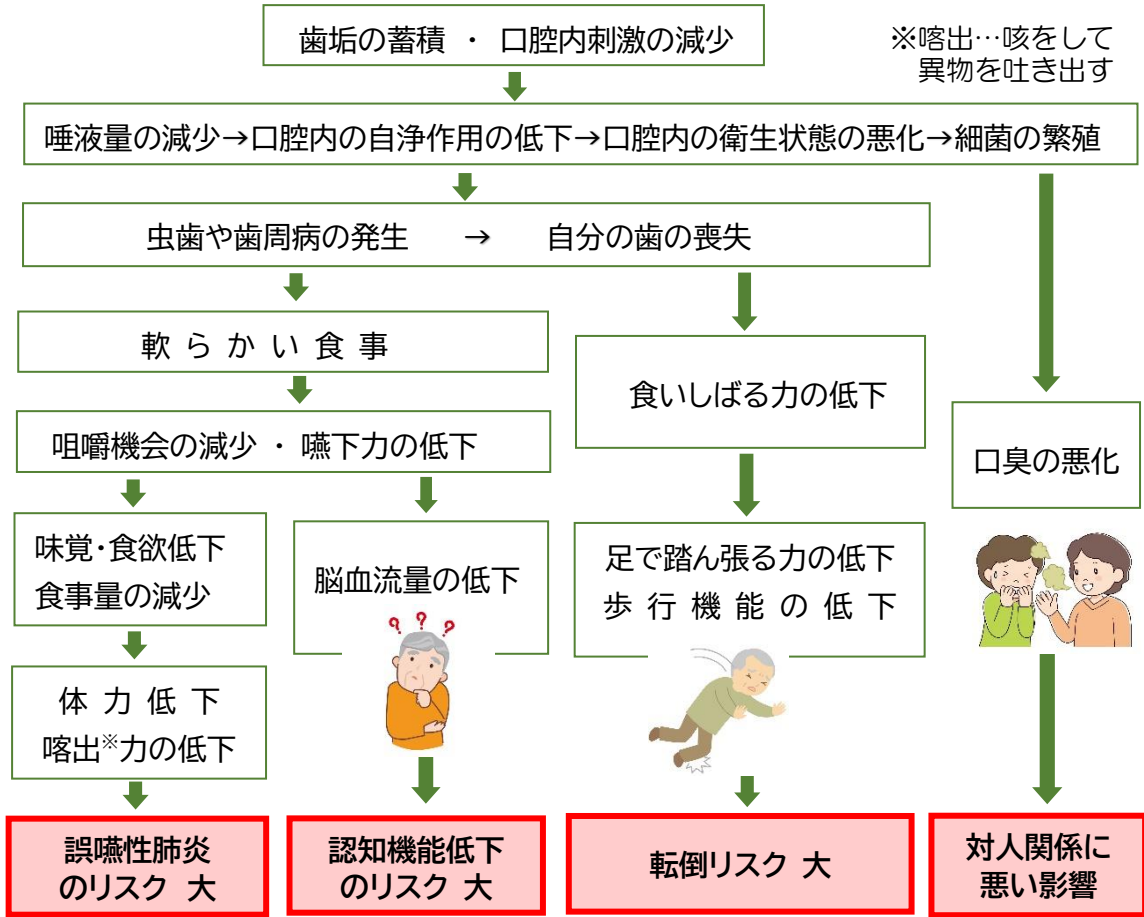 歯垢の蓄積 ・ 口腔内刺激の減少
※喀出…咳をして
異物を吐き出す
唾液量の減少→口腔内の自浄作用の低下→口腔内の衛生状態の悪化→細菌の繁殖
虫歯や歯周病の発生 → 自分の歯の喪失
軟 ら か い 食 事
食いしばる力の低下
咀嚼機会の減少 ・ 嚥下力の低下
口臭の悪化
味覚・食欲低下
食事量の減少
脳血流量の低下
足で踏ん張る力の低下
歩 行 機 能 の 低 下
? ? ?
体 力 低 下
喀出※力の低下
誤嚥性肺炎
のリスク 大
認知機能低下
のリスク 大
転倒リスク 大
対人関係に
悪い影響